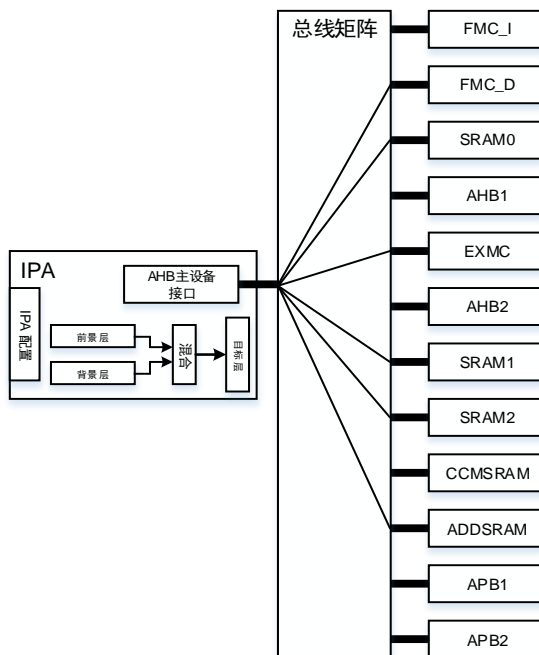 总线矩阵
FMC_I
FMC_D
SRAM0
AHB1
EXMC
AHB2
SRAM1
SRAM2
CCMSRAM
ADDSRAM
APB1
APB2
IPA
AHB主设备
接口
IPA 配置
前景层
背景层
混合
目标层